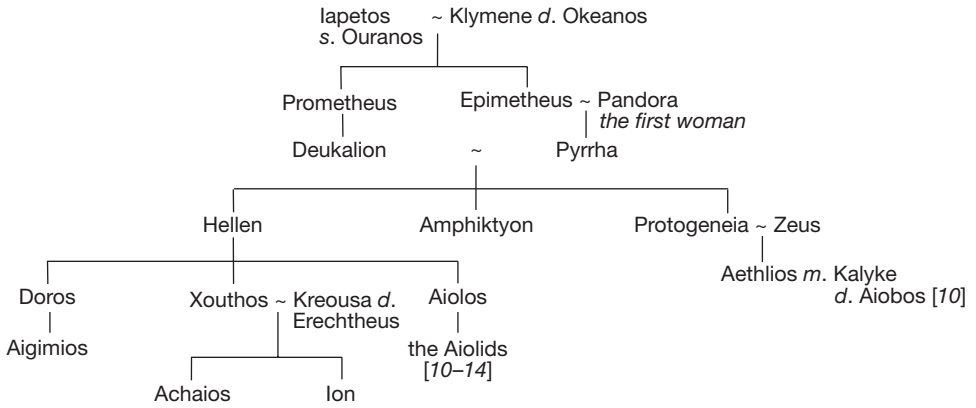 Iapetos ~ Klymene d. Okeanos
s. Ouranos
Prometheus Epimetheus ~ Pandora
the first woman
Deukalion ~ Pyrrha
Hellen Amphiktyon Protogeneia ~ Zeus
Aethlios m. Kalyke
d. Aiobos [10]
Doros Xouthos ~ Kreousa d. Aiolos
Erechtheus
Aigimios the Aiolids
[10–14]
Achaios Ion